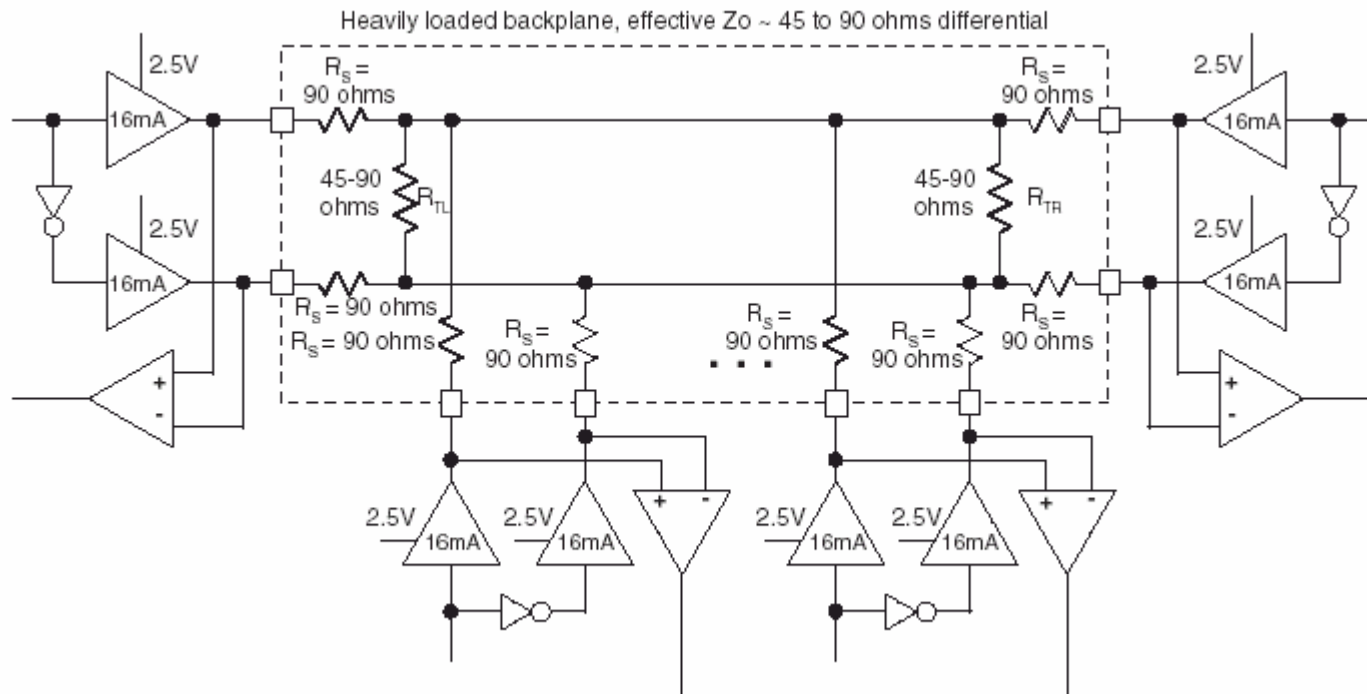 Heavily loaded backplane, effective Zo ~ 45 to 90 ohms differential
2.5V
16mA
R_S =
90 ohms
R_S =
90 ohms
2.5V
16mA
45-90
ohms
R_TL
45-90
ohms
R_TR
2.5V
16mA
2.5V
16mA
R_S = 90 ohms
R_S = 90 ohms
R_S =
90 ohms
. . .
R_S =
90 ohms
R_S =
90 ohms
R_S =
90 ohms
+
-
+
-
+ -
+ -
2.5V
16mA
2.5V
16mA
2.5V
16mA
2.5V
16mA